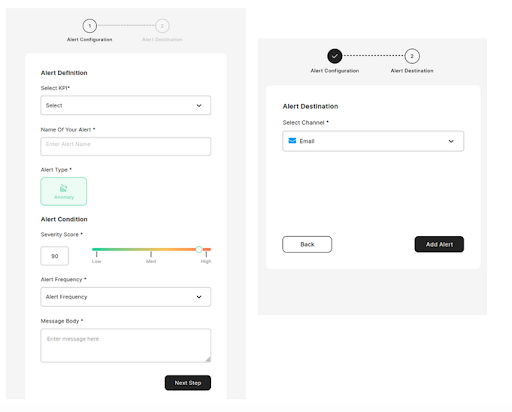 1
2
Alert Configuration
Alert Destination
Alert Definition
Select KPI*
Select
Name Of Your Alert *
Enter Alert Name
Alert Type *
Anomaly
Alert Condition
Severity Score *
90
Low
Med
High
Alert Frequency *
Alert Frequency
Message Body *
Enter message here
Next Step
2
Alert Configuration
Alert Destination
Alert Destination
Select Channel *
Email
Back
Add Alert